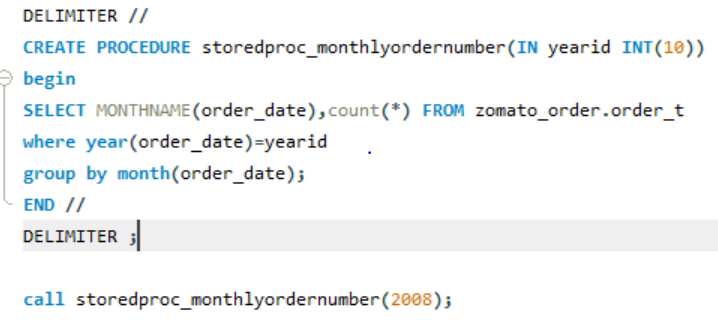 DELIMITER //
CREATE PROCEDURE storedproc_monthlyordernumber(IN yearid INT(10))
begin
SELECT MONTHNAME(order_date),count(*) FROM zomato_order.order_t
where year(order_date)=yearid
group by month(order_date);
END //
DELIMITER ;
call storedproc_monthlyordernumber(2008);